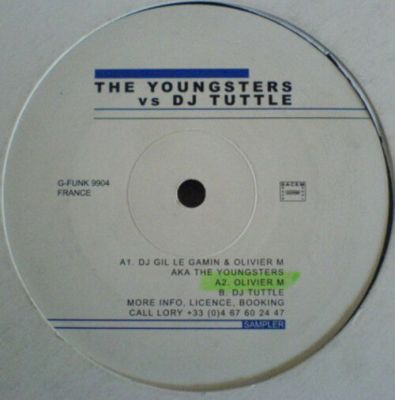 THE YOUNGSTERS
vs DJ TUTTLE
G-FUNK 9904
FRANCE
SACEM
A1. DJ GIL LE GAMIN & OLIVIER M
AKA THE YOUNGSTERS
A2. OLIVIER M
B. DJ TUTTLE
MORE INFO, LICENCE, BOOKING
CALL LORY +33 (0)4 67 60 24 47
SAMPLER